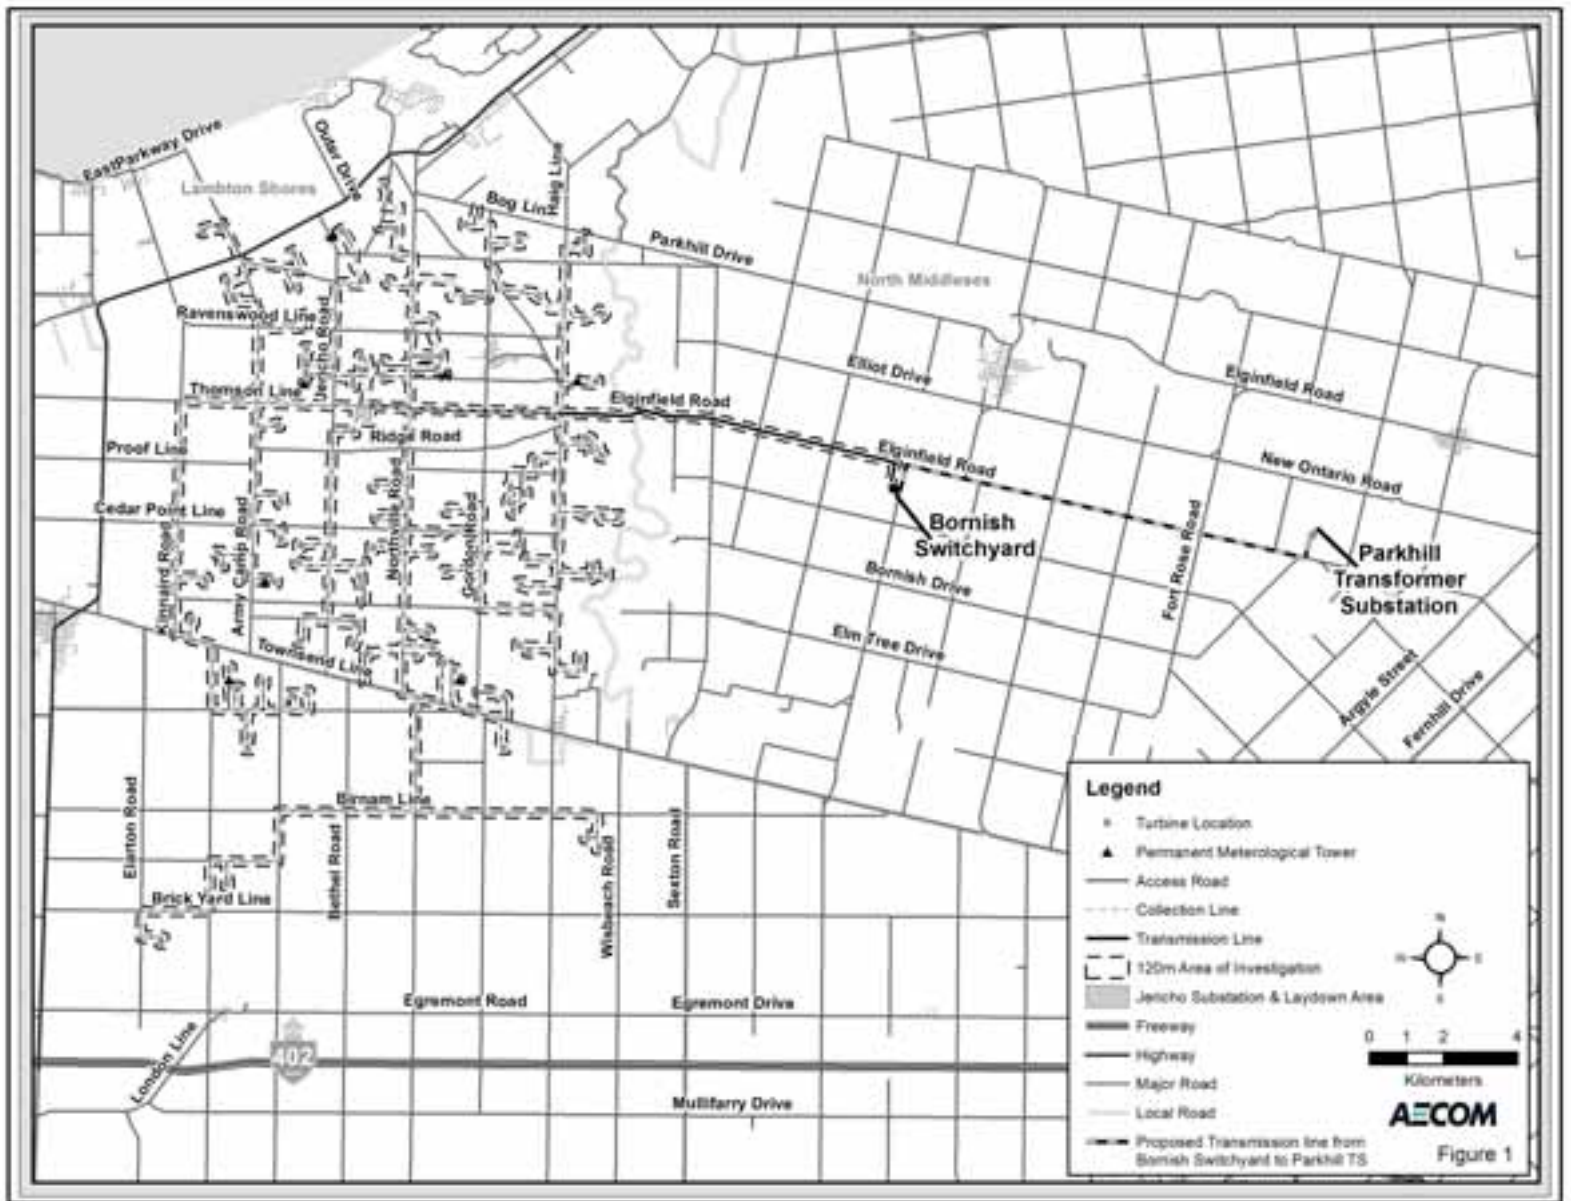 EastParkway Drive
Outer Drive
Lambton Shores
Haig Line
Bog Line
Parkhill Drive
North Middlesex
Ravenswood Line
Jericho Road
Thomson Line
Elginfield Road
Elliot Drive
Elginfield Road
Ridge Road
Proof Line
Elginfield Road
New Ontario Road
Cedar Point Line
Kinnaird Road
Army Camp Road
Northville Road
Gordon Road
Bornish
Switchyard
Fort Rose Road
Parkhill
Transformer
Substation
Bornish Drive
Elm Tree Drive
Townsend Line
Argyle Street
Fernhill Drive
Elarton Road
Birnam Line
Bethel Road
Wisbeach Road
Sexton Road
Brick Yard Line
Egremont Road
Egremont Drive
402
London Line
Mullifarry Drive
Legend
Turbine Location
Permanent Meterological Tower
Access Road
Collection Line
Transmission Line
120m Area of Investigation
Jericho Substation & Laydown Area
Freeway
Highway
Major Road
Local Road
Proposed Transmission line from
Bornish Switchyard to Parkhill TS
N
W
E
S
0 1 2 4
Kilometers
AECOM
Figure 1